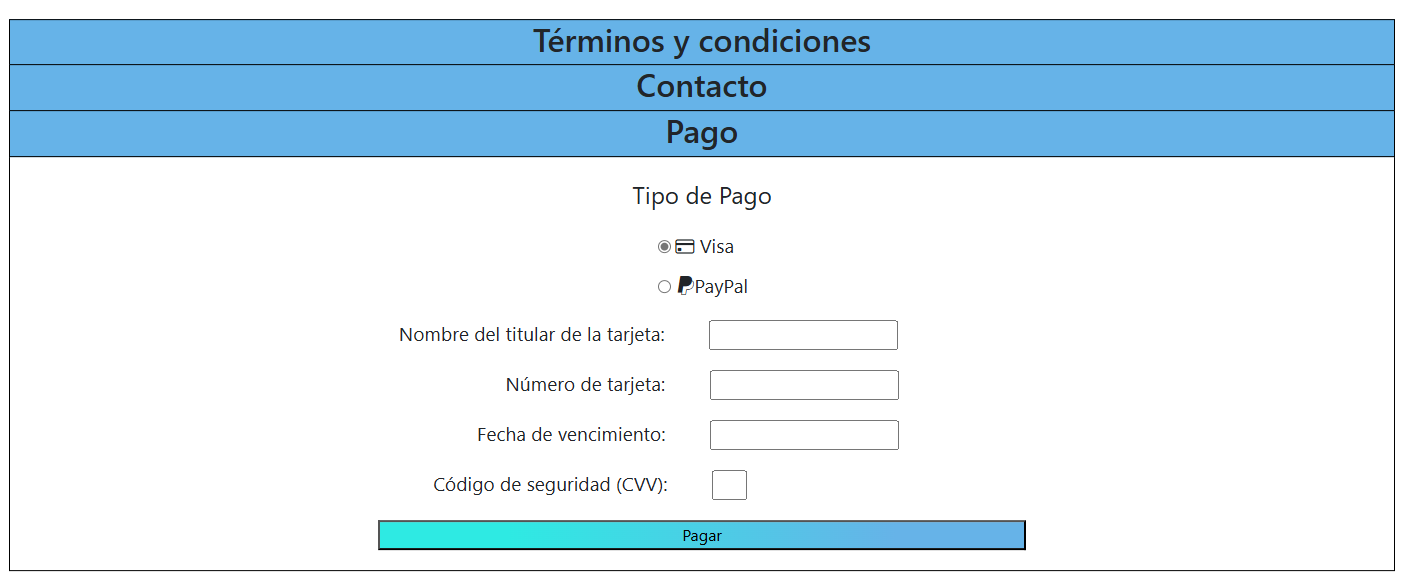 Términos y condiciones
Contacto
Pago
Tipo de Pago
Visa
PayPal
Nombre del titular de la tarjeta:
Número de tarjeta:
Fecha de vencimiento:
Código de seguridad (CVV):
Pagar